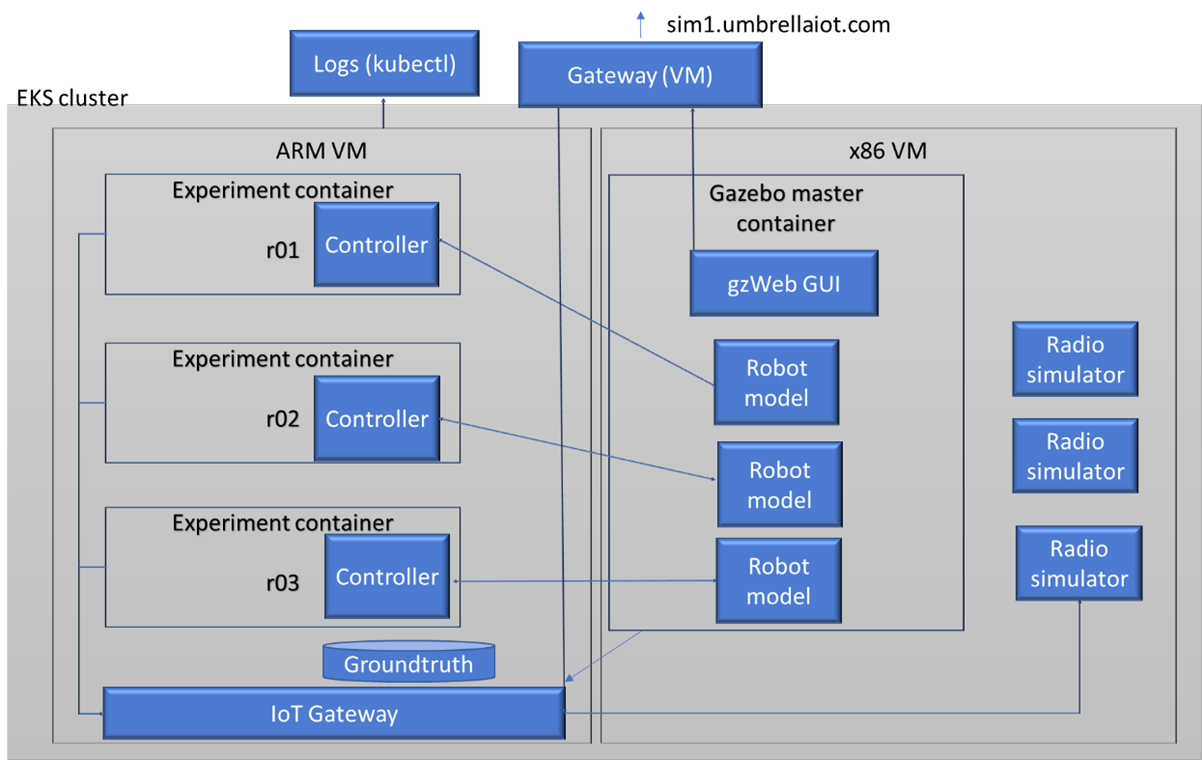 sim1.umbrellaiot.com
Logs (kubectl)
Gateway (VM)
EKS cluster
ARM VM
Experiment container
r01
Controller
Experiment container
r02
Controller
Experiment container
r03
Controller
Groundtruth
IoT Gateway
x86 VM
Gazebo master
container
gzWeb GUI
Robot
model
Robot
model
Robot
model
Radio
simulator
Radio
simulator
Radio
simulator